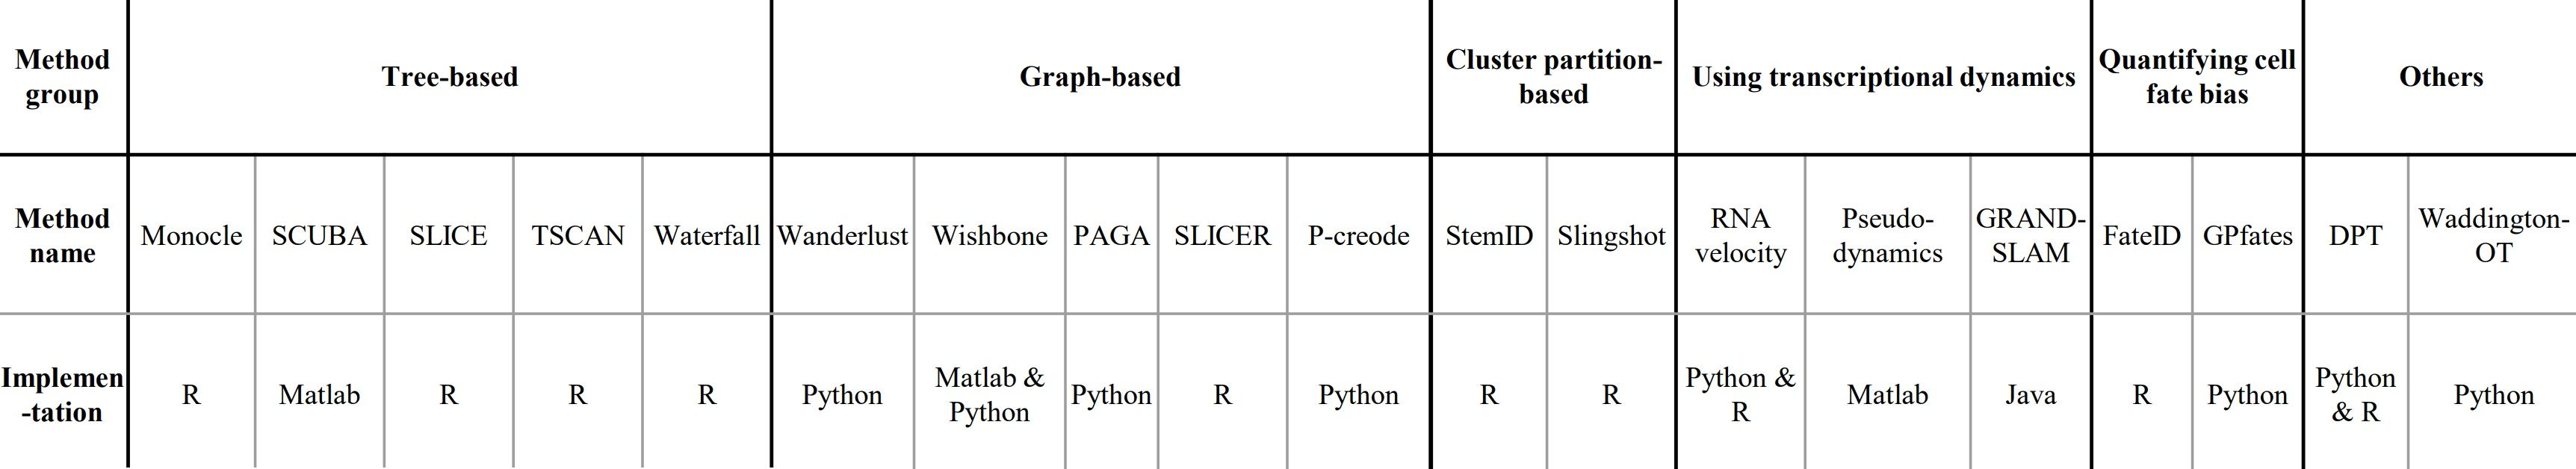 Method
group
Tree-based
Graph-based
Cluster partition-
based
Using transcriptional dynamics
Quantifying cell
fate bias
Others
Method
name
Monocle
SCUBA
SLICE
TSCAN
Waterfall
Wanderlust
Wishbone
PAGA
SLICER
P-creode
StemID
Slingshot
RNA
velocity
Pseudo-
dynamics
GRAND-
SLAM
FateID
GPfates
DPT
Waddington-
OT
Implemen
-tation
R
Matlab
R
R
R
Python
Matlab &
Python
Python
R
Python
R
R
Python &
R
Matlab
Java
R
Python
Python
& R
Python